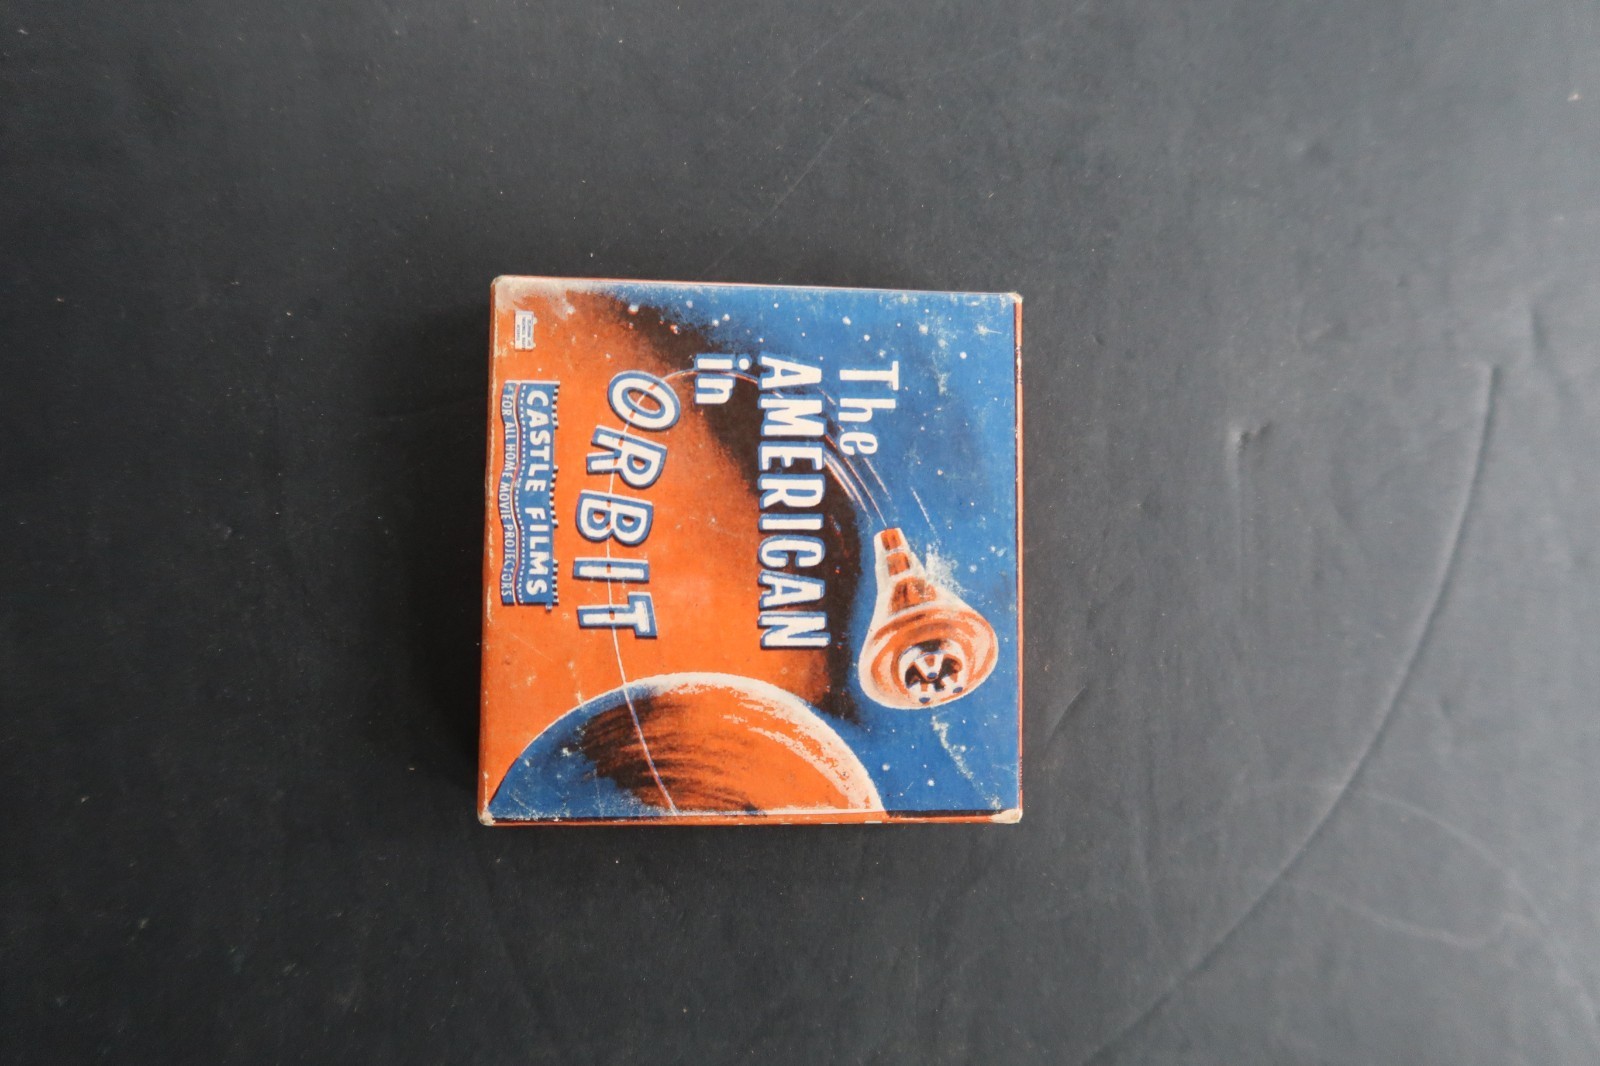 The
AMERICAN
in
ORBIT
CASTLE FILMS
FOR ALL HOME MOVIE PROJECTORS